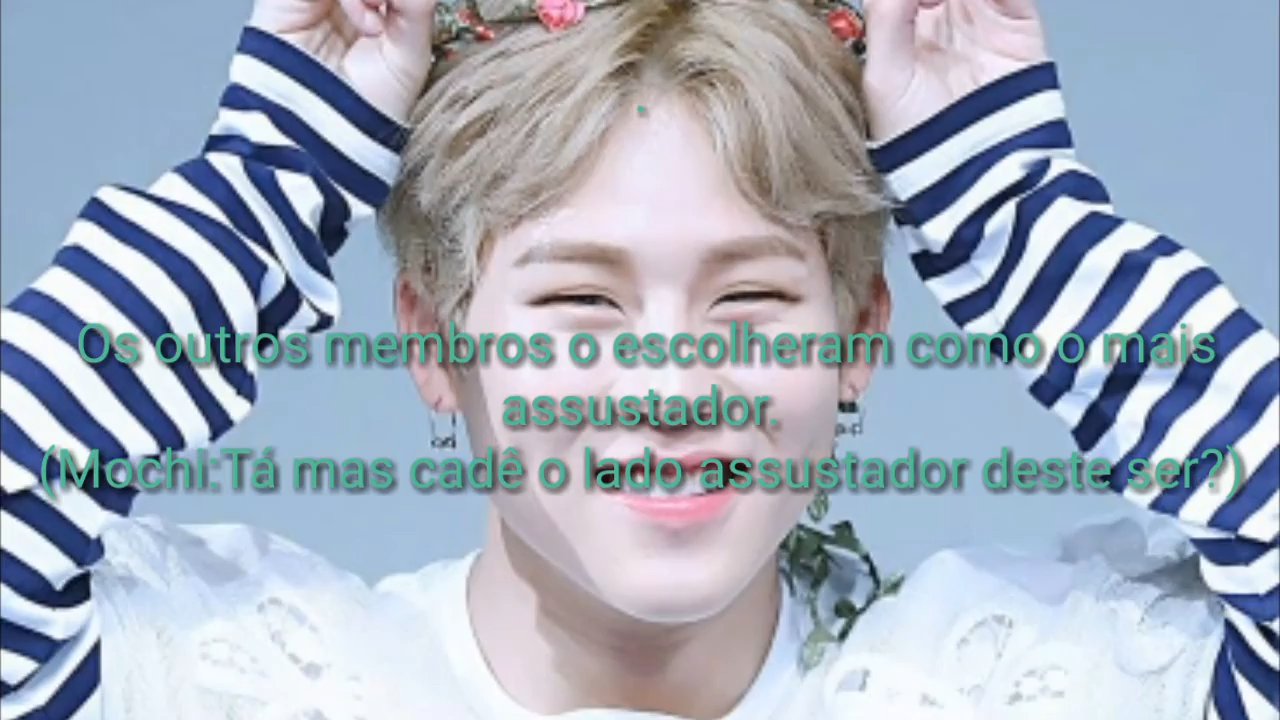 Os outros membros o escolheram como o mais
assustador.
(Mochi:Tá mas cadê o lado assustador deste ser?)